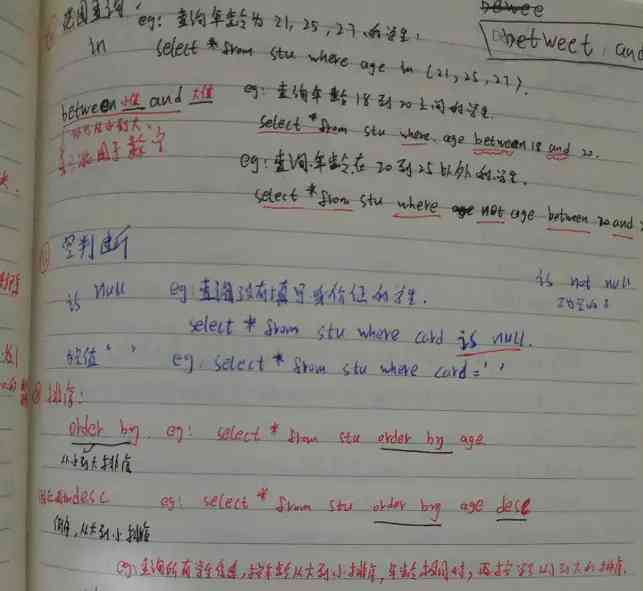 范围查询
eg: 查询年龄为 21, 25, 27 的学生.
betweet, and
in select * from stu where age in (21, 25, 27).
between 小值 and 大值 eg: 查询年龄 18 到 20 之间的学生.
select * from stu where age between 18 and 20.
用于数字
eg: 查询年龄在 20 到 25 以外的学生.
select * from stu where not age between 20 and
空判断
is null eg: 查询没有填写身份证的学生.
is not null
select * from stu where card is null.
空值 ' ' eg. select * from stu where card = ' '
排序:
order by eg: select * from stu order by age
从小到大排序
desc eg: select * from stu order by age desc
倒序, 从大到小排序
eg: 查询所有学生信息, 按年龄从大到小排序, 年龄相同时, 再按学号从小到大排序.